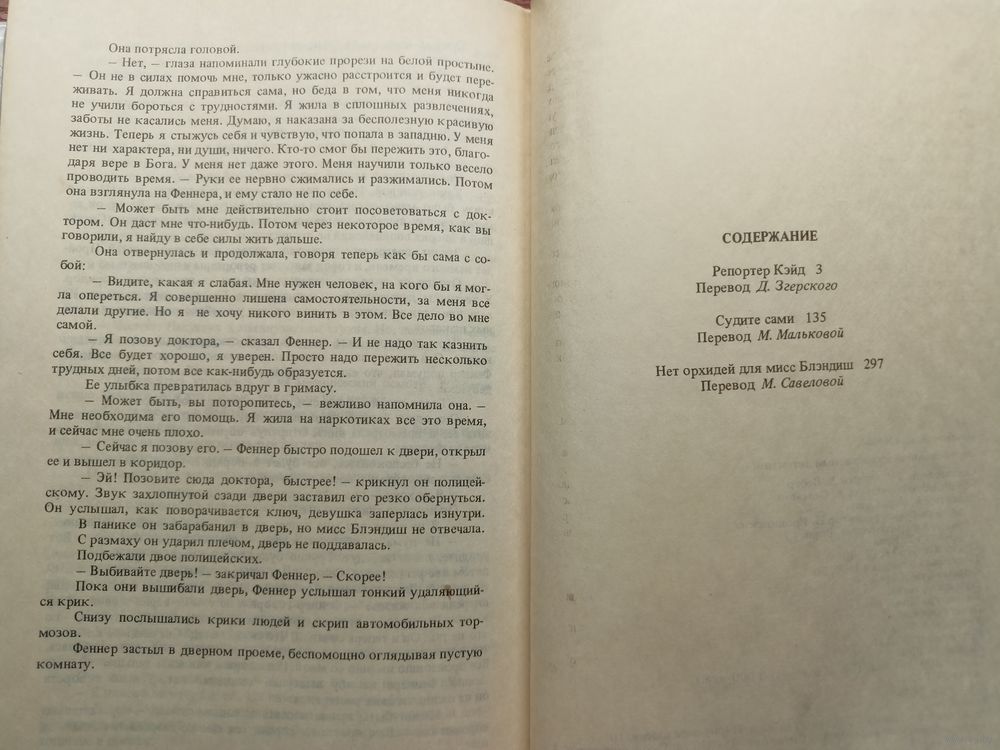 Она потрясла головой.
— Нет, — глаза напоминали глубокие прорези на белой простыне.
— Он не в силах помочь мне, только ужасно расстроится и будет пере-
живать. Я должна справиться сама, но беда в том, что меня никогда
не учили бороться с трудностями. Я жила в сплошных развлечениях,
заботы не касались меня. Думаю, я наказана за бесполезную красивую
жизнь. Теперь я стыжусь себя и чувствую, что попала в западню. У меня
нет ни характера, ни души, ничего. Кто-то смог бы пережить это, благо-
даря вере в Бога. У меня нет даже этого. Меня научили только весело
проводить время. — Руки ее нервно сжимались и разжимались. Потом
она взглянула на Феннера, и ему стало не по себе.
— Может быть мне действительно стоит посоветоваться с док-
тором. Он даст мне что-нибудь. Потом через некоторое время, как вы
говорили, я найду в себе силы жить дальше.
Она отвернулась и продолжала, говоря теперь как бы сама с со-
бой:
— Видите, какая я слабая. Мне нужен человек, на кого бы я мог-
ла опереться. Я совершенно лишена самостоятельности, за меня все
делали другие. Но я не хочу никого винить в этом. Все дело во мне
самой.
— Я позову доктора, — сказал Феннер. — И не надо так казнить
себя. Все будет хорошо, я уверен. Просто надо пережить несколько
трудных дней, потом все как-нибудь образуется.
Ее улыбка превратилась вдруг в гримасу.
— Может быть, вы поторопитесь, — вежливо напомнила она. —
Мне необходима его помощь. Я жила на наркотиках все это время,
и сейчас мне очень плохо.
— Сейчас я позову его. — Феннер быстро подошел к двери, открыл
ее и вышел в коридор.
— Эй! Позовите сюда доктора, быстрее! — крикнул он полицей-
скому. Звук захлопнутой сзади двери заставил его резко обернуться.
Он услышал, как поворачивается ключ, девушка заперлась изнутри.
В панике он забарабанил в дверь, но мисс Блэндиш не отвечала.
С размаху он ударил плечом, дверь не поддавалась.
Подбежали двое полицейских.
— Выбивайте дверь! — закричал Феннер. — Скорее!
Пока они вышибали дверь, Феннер услышал тонкий удаляющий-
ся крик.
Снизу послышались крики людей и скрип автомобильных тор-
мозов.
Феннер застыл в дверном проеме, беспомощно оглядывая пустую
комнату.
СОДЕРЖАНИЕ
Репортер Кэйд 3
Перевод Д. Згерского
Судите сами 135
Перевод М. Мальковой
Нет орхидей для мисс Блэндиш 297
Перевод М. Савеловой